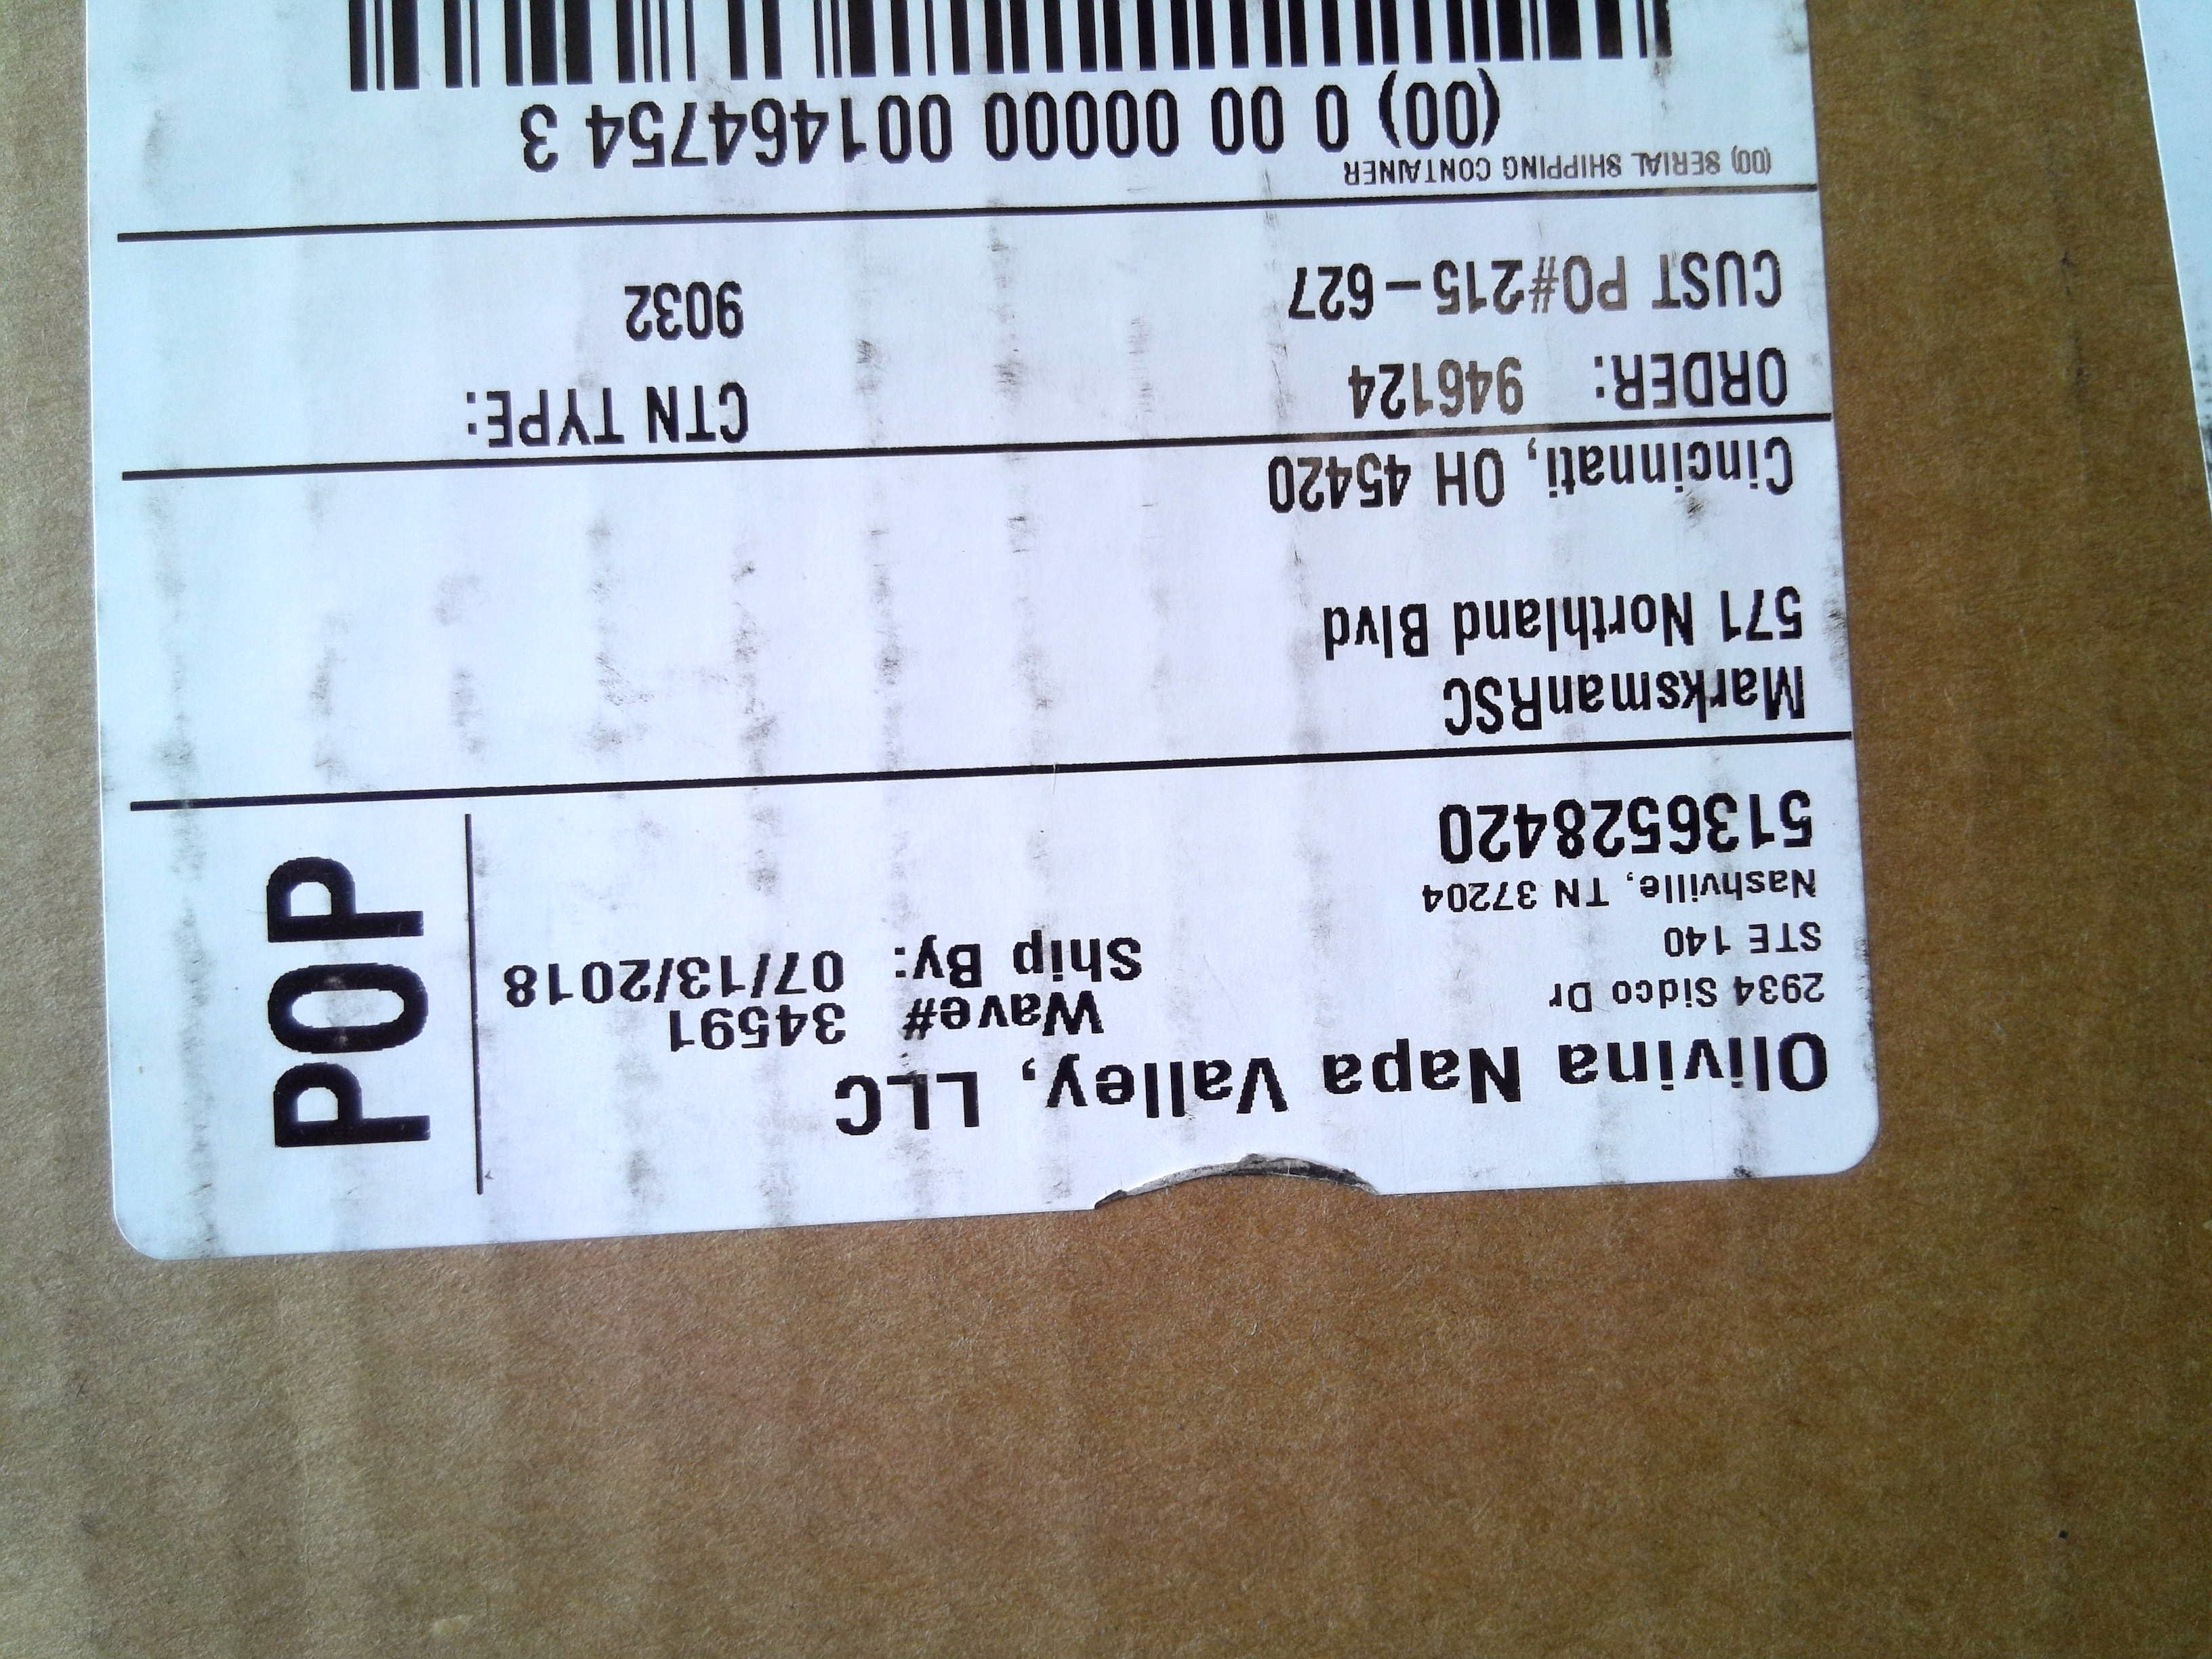 Olivina Napa Valley, LLC
2934 Sidco Dr
STE 140
Nashville, TN 37204
5136528420
Wave# 34591
Ship By: 07/13/2018
POP
MarksmanRSC
571 Northland Blvd
Cincinnati, OH 45420
ORDER: 946124
CUST PO#215-627
CTN TYPE:
9032
(00) SERIAL SHIPPING CONTAINER
(00) 0 00 00000 001464754 3